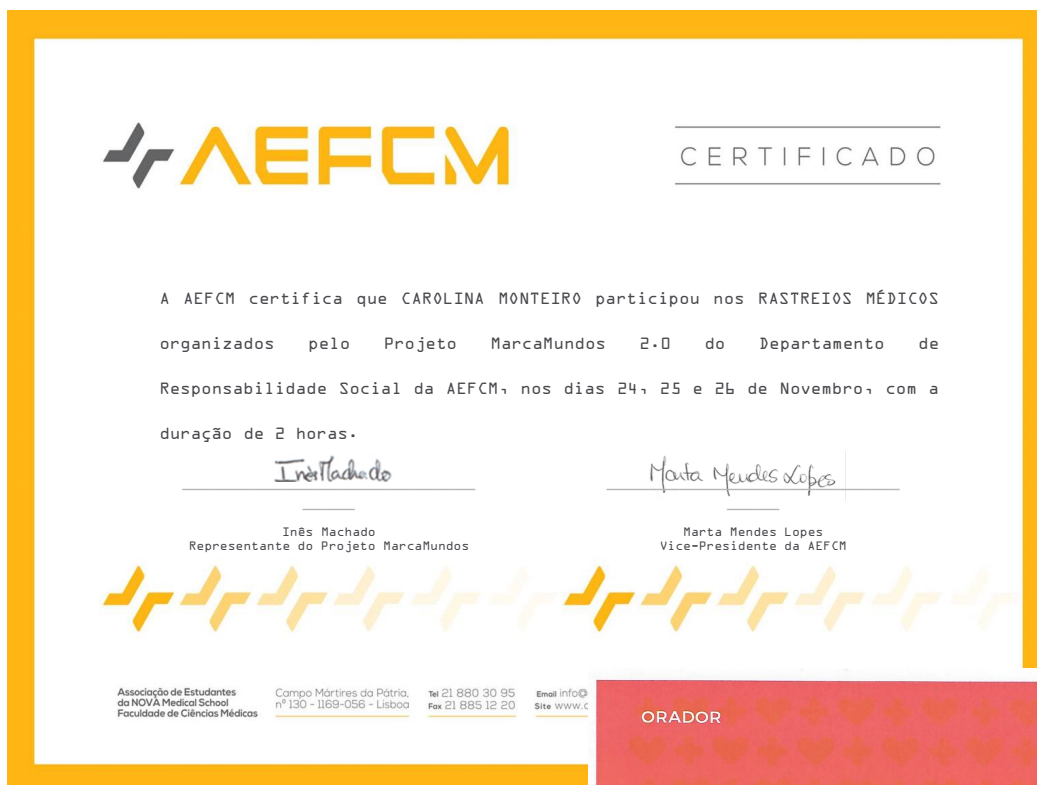 AEFCM
CERTIFICADO
A AEFCM certifica que CAROLINA MONTEIRO participou nos RASTREIOS MÉDICOS
organizados pelo Projeto MarcaMundos 2.0 do Departamento de
Responsabilidade Social da AEFCM, nos dias 24, 25 e 26 de Novembro, com a
duração de 2 horas.
Inês Machado
Marta Mendes Lopes
Inês Machado
Representante do Projeto MarcaMundos
Marta Mendes Lopes
Vice-Presidente da AEFCM
Associação de Estudantes
da NOVA Medical School
Faculdade de Ciências Médicas
Campo Mártires da Pátria,
nº 130 - 1169-056 - Lisboa
Tel 21 880 30 95
Fax 21 885 12 20
Email info@
Site www.
ORADOR